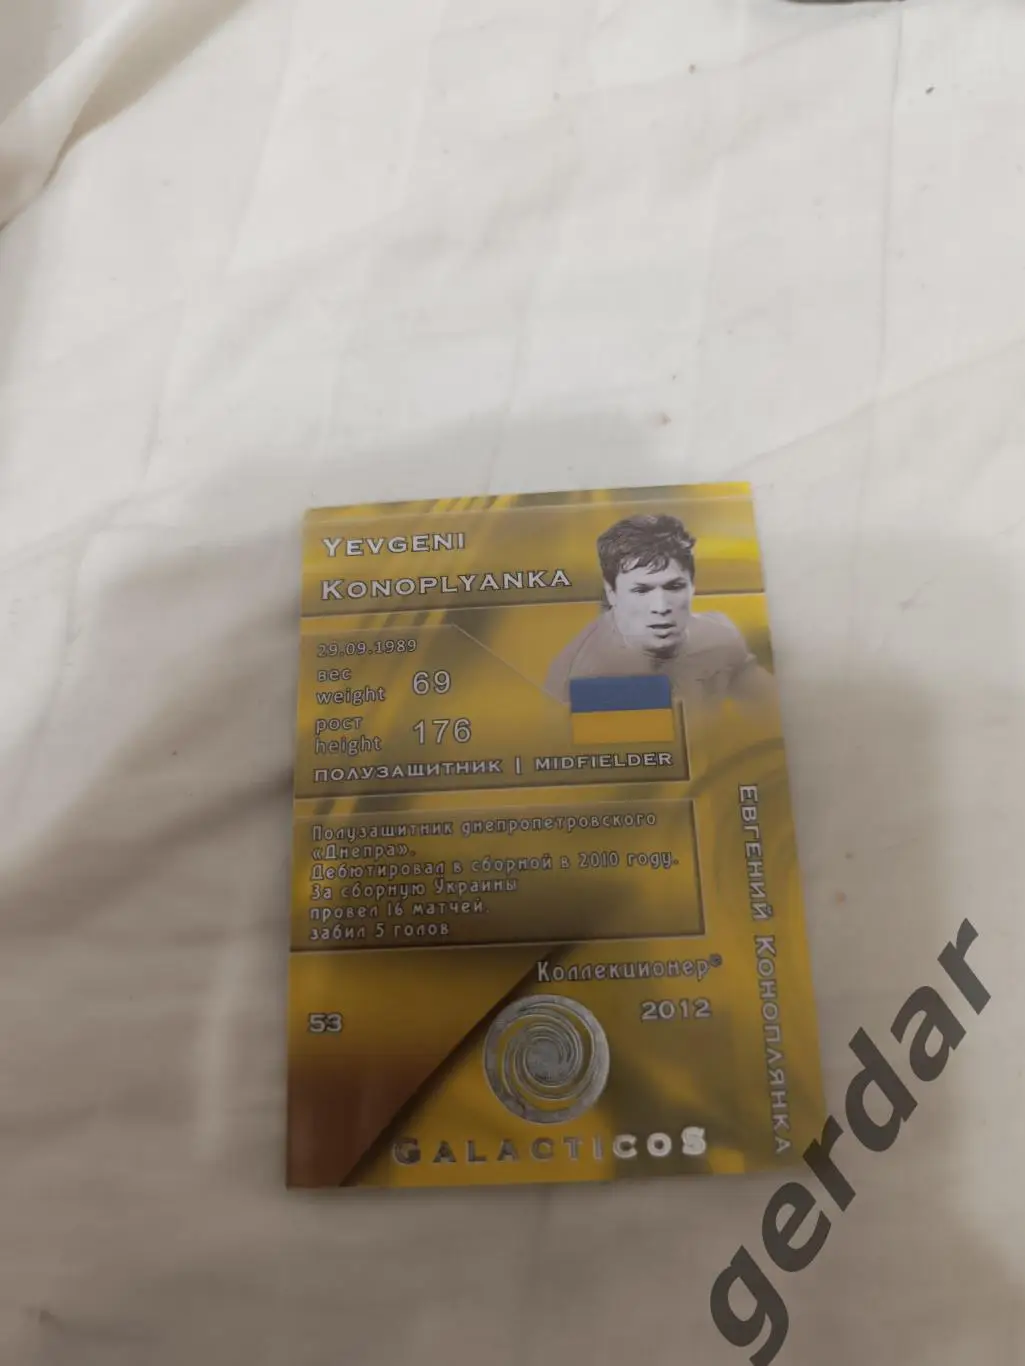 YEVGENI
KONOPLYANKA
29.09.1989
вес
weight 69
рост
height 176
ПОЛУЗАЩИТНИК | MIDFIELDER
Полузащитник днепропетровского
«Днепра».
Дебютировал в сборной в 2010 году.
За сборную Украины
провел 16 матчей,
забил 5 голов
ЕВГЕНИЙ КОНОПЛЯНКА
Коллекционер®
53
2012
GALACTICOS
gerdar